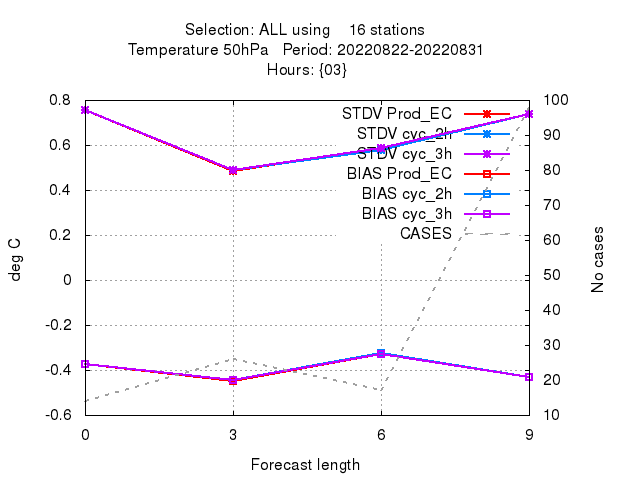 Selection: ALL using 16 stations
Temperature 50hPa Period: 20220822-20220831
Hours: {03}
0.8
0.6
0.4
0.2
0
-0.2
-0.4
-0.6
100
90
80
70
60
50
40
30
20
10
STDV Prod_EC
STDV cyc_2h
STDV cyc_3h
BIAS Prod_EC
BIAS cyc_2h
BIAS cyc_3h
CASES
deg C
No cases
0 3 6 9
Forecast length